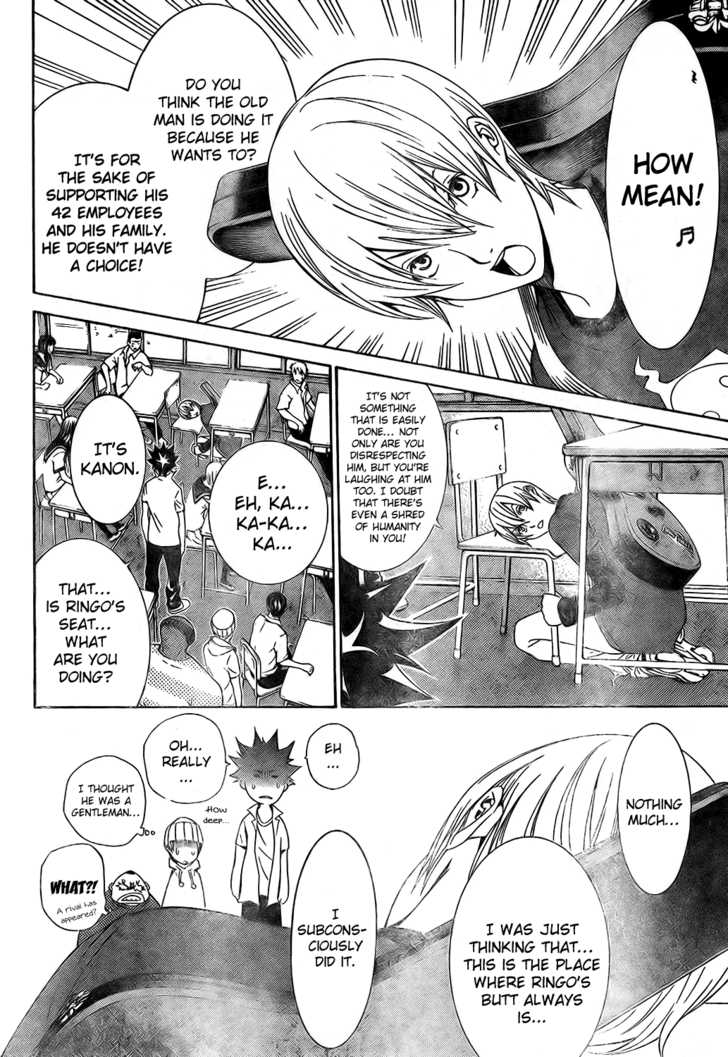 HOW
MEAN!
DO YOU
THINK THE OLD
MAN IS DOING IT
BECAUSE HE
WANTS TO?
IT'S FOR
THE SAKE OF
SUPPORTING HIS
42 EMPLOYEES
AND HIS FAMILY.
HE DOESN'T HAVE
A CHOICE!
IT'S NOT
SOMETHING
THAT IS EASILY
DONE... NOT
ONLY ARE YOU
DISRESPECTING
HIM, BUT YOU'RE
LAUGHING AT HIM
TOO. I DOUBT
THAT THERE'S
EVEN A SHRED
OF HUMANITY
IN YOU!
E...
EH, KA...
KA-KA...
KA...
IT'S
KANON.
THAT...
IS RINGO'S
SEAT...
WHAT
ARE YOU
DOING?
NOTHING
MUCH...
I WAS JUST
THINKING THAT...
THIS IS THE PLACE
WHERE RINGO'S
BUTT ALWAYS
IS...
I
SUBCONS-
CIOUSLY
DID IT.
EH
...
OH...
REALLY
...
How
deep...
I THOUGHT
HE WAS A
GENTLEMAN...
Joo
WHAT?!
A rival has
appeared?